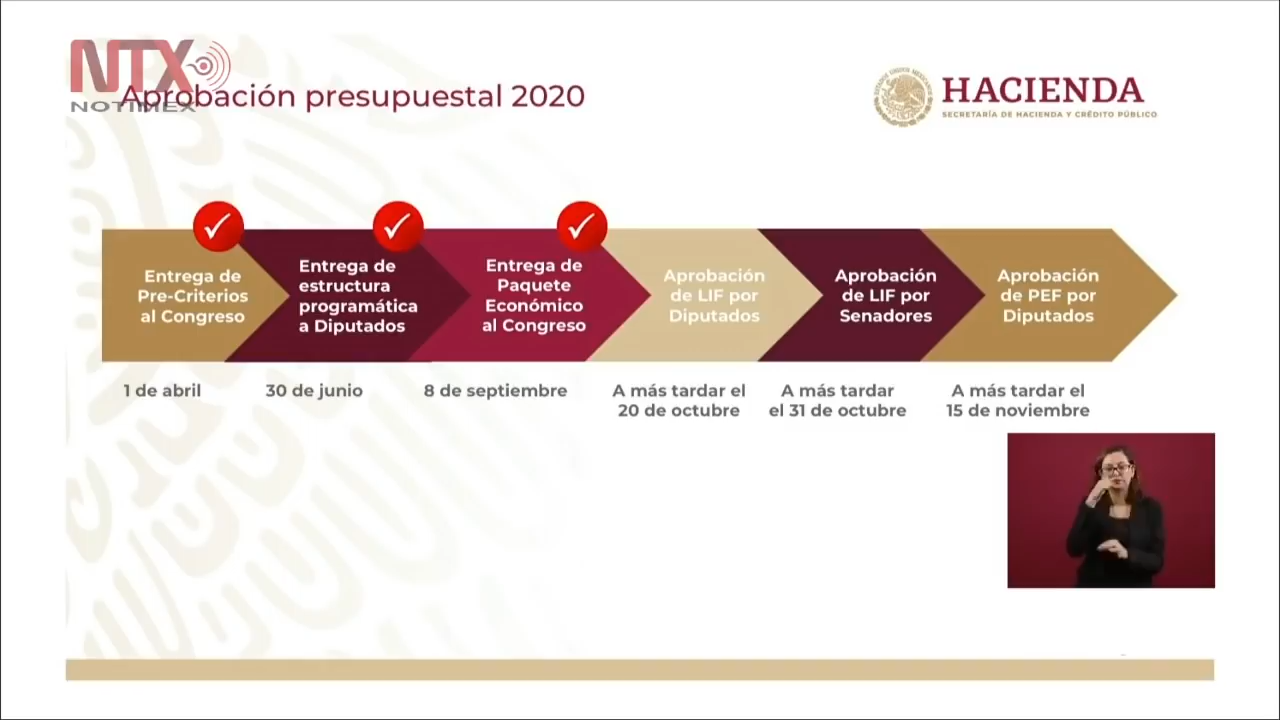 NTX
NOTIMEX
Aprobación presupuestal 2020
HACIENDA
SECRETARÍA DE HACIENDA Y CRÉDITO PÚBLICO
Entrega de
Pre-Criterios
al Congreso
Entrega de
estructura
programática
a Diputados
Entrega de
Paquete
Económico
al Congreso
Aprobación
de LIF por
Diputados
Aprobación
de LIF por
Senadores
Aprobación
de PEF por
Diputados
1 de abril
30 de junio
8 de septiembre
A más tardar el
20 de octubre
A más tardar
el 31 de octubre
A más tardar el
15 de noviembre